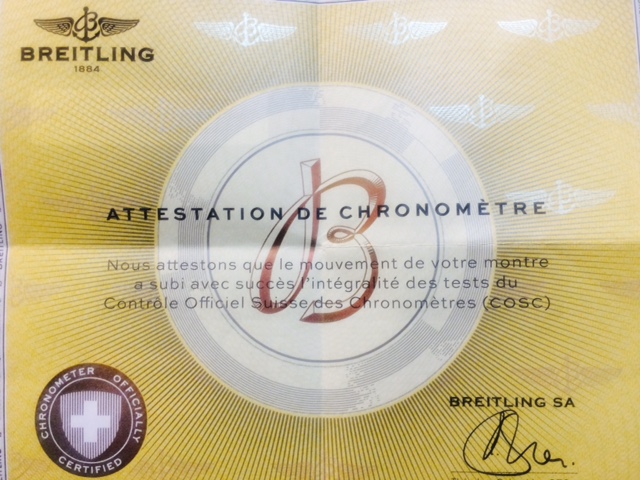 BREITLING
1884
ATTESTATION DE CHRONOMÈTRE
Nous attestons que le mouvement de votre montre
a subi avec succès l'intégralité des tests du
Contrôle Officiel Suisse des Chronomètres (COSC)
CHRONOMETER OFFICIALLY
CERTIFIED
BREITLING SA